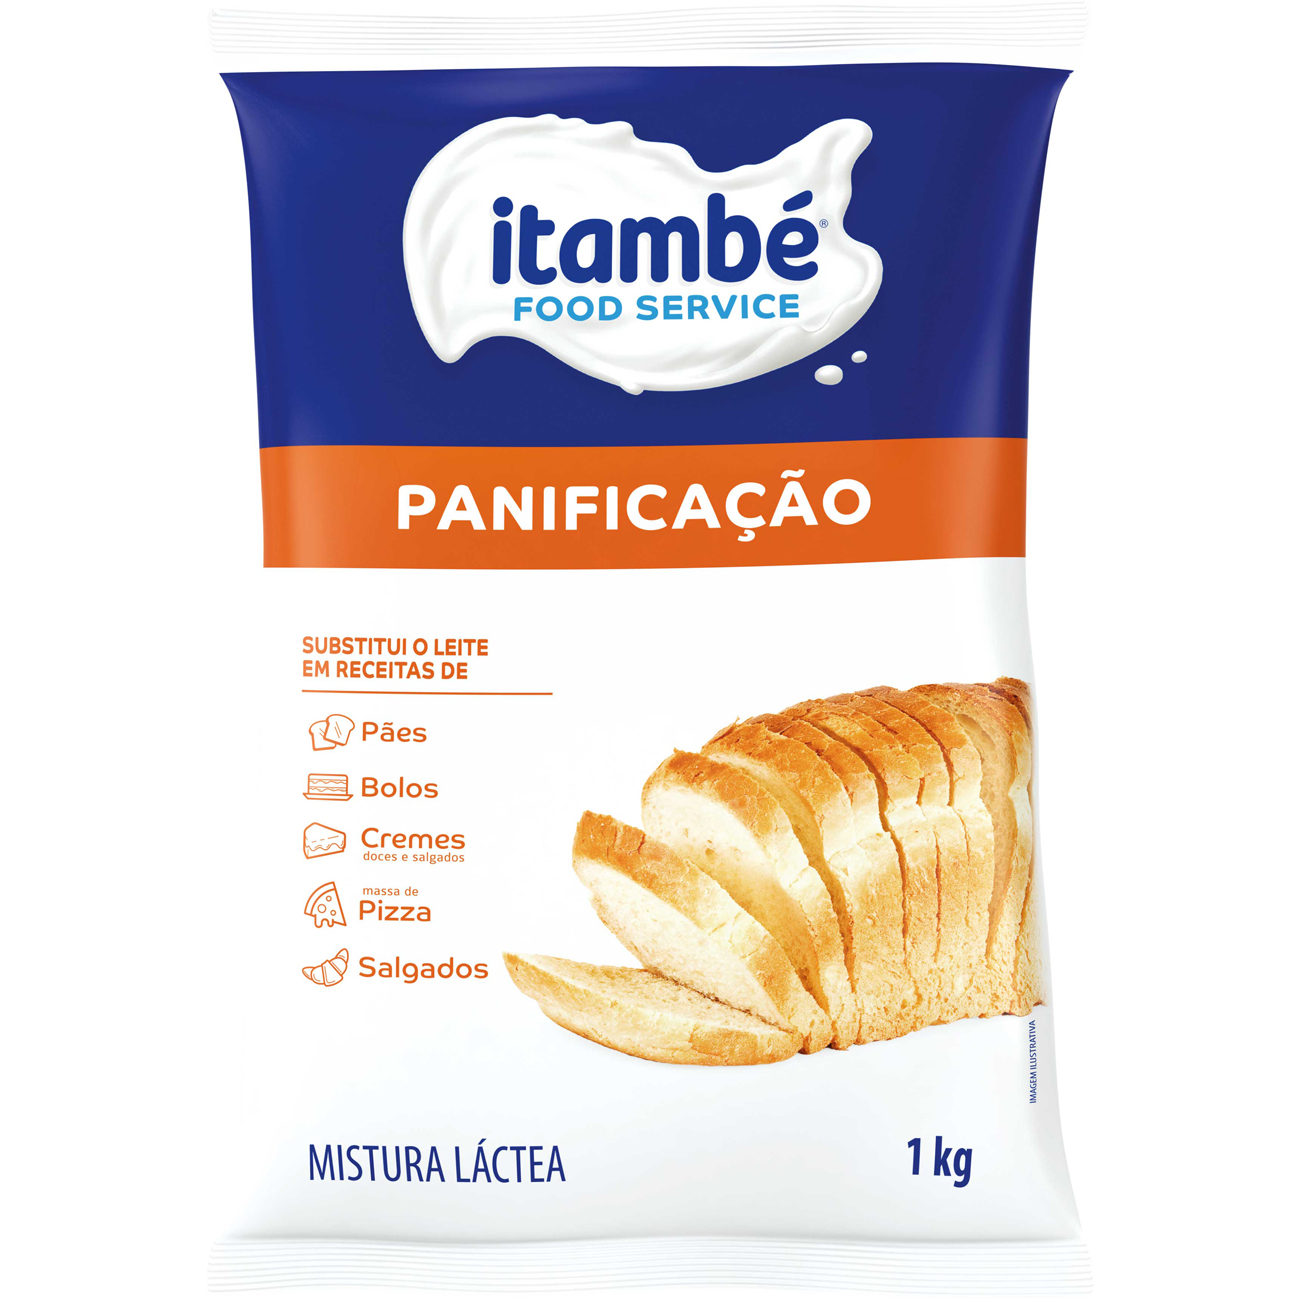 itambé®
FOOD SERVICE
PANIFICAÇÃO
SUBSTITUI O LEITE
EM RECEITAS DE
Pães
Bolos
Cremes
doces e salgados
massa de
Pizza
Salgados
IMAGEM ILUSTRATIVA
MISTURA LÁCTEA
1 kg